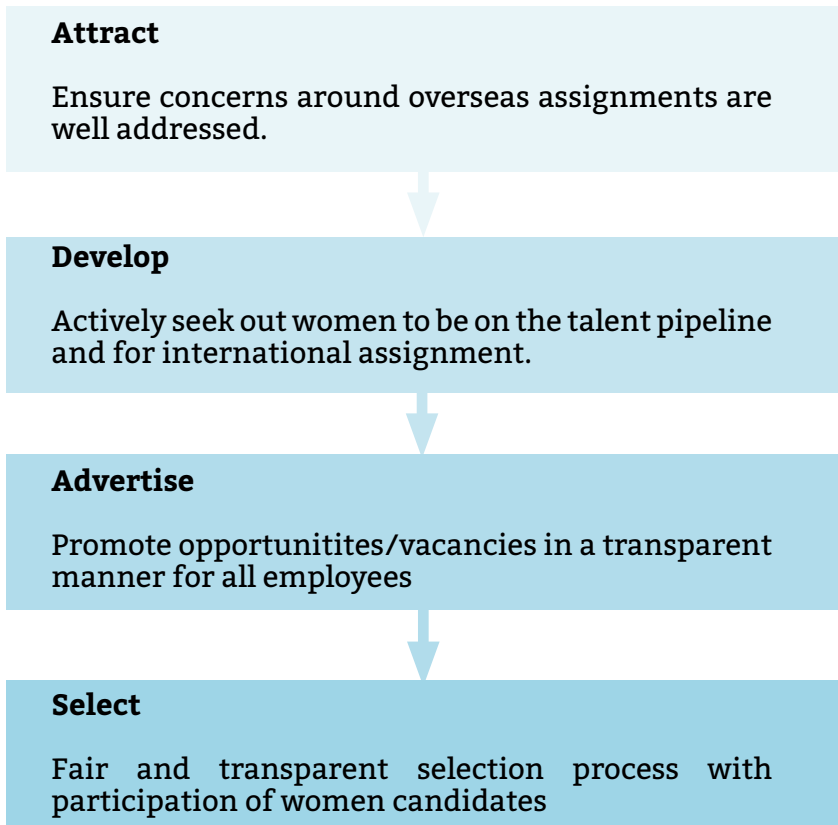 Attract
Ensure concerns around overseas assignments are
well addressed.
Develop
Actively seek out women to be on the talent pipeline
and for international assignment.
Advertise
Promote opportunitites/vacancies in a transparent
manner for all employees
Select
Fair and transparent selection process with
participation of women candidates